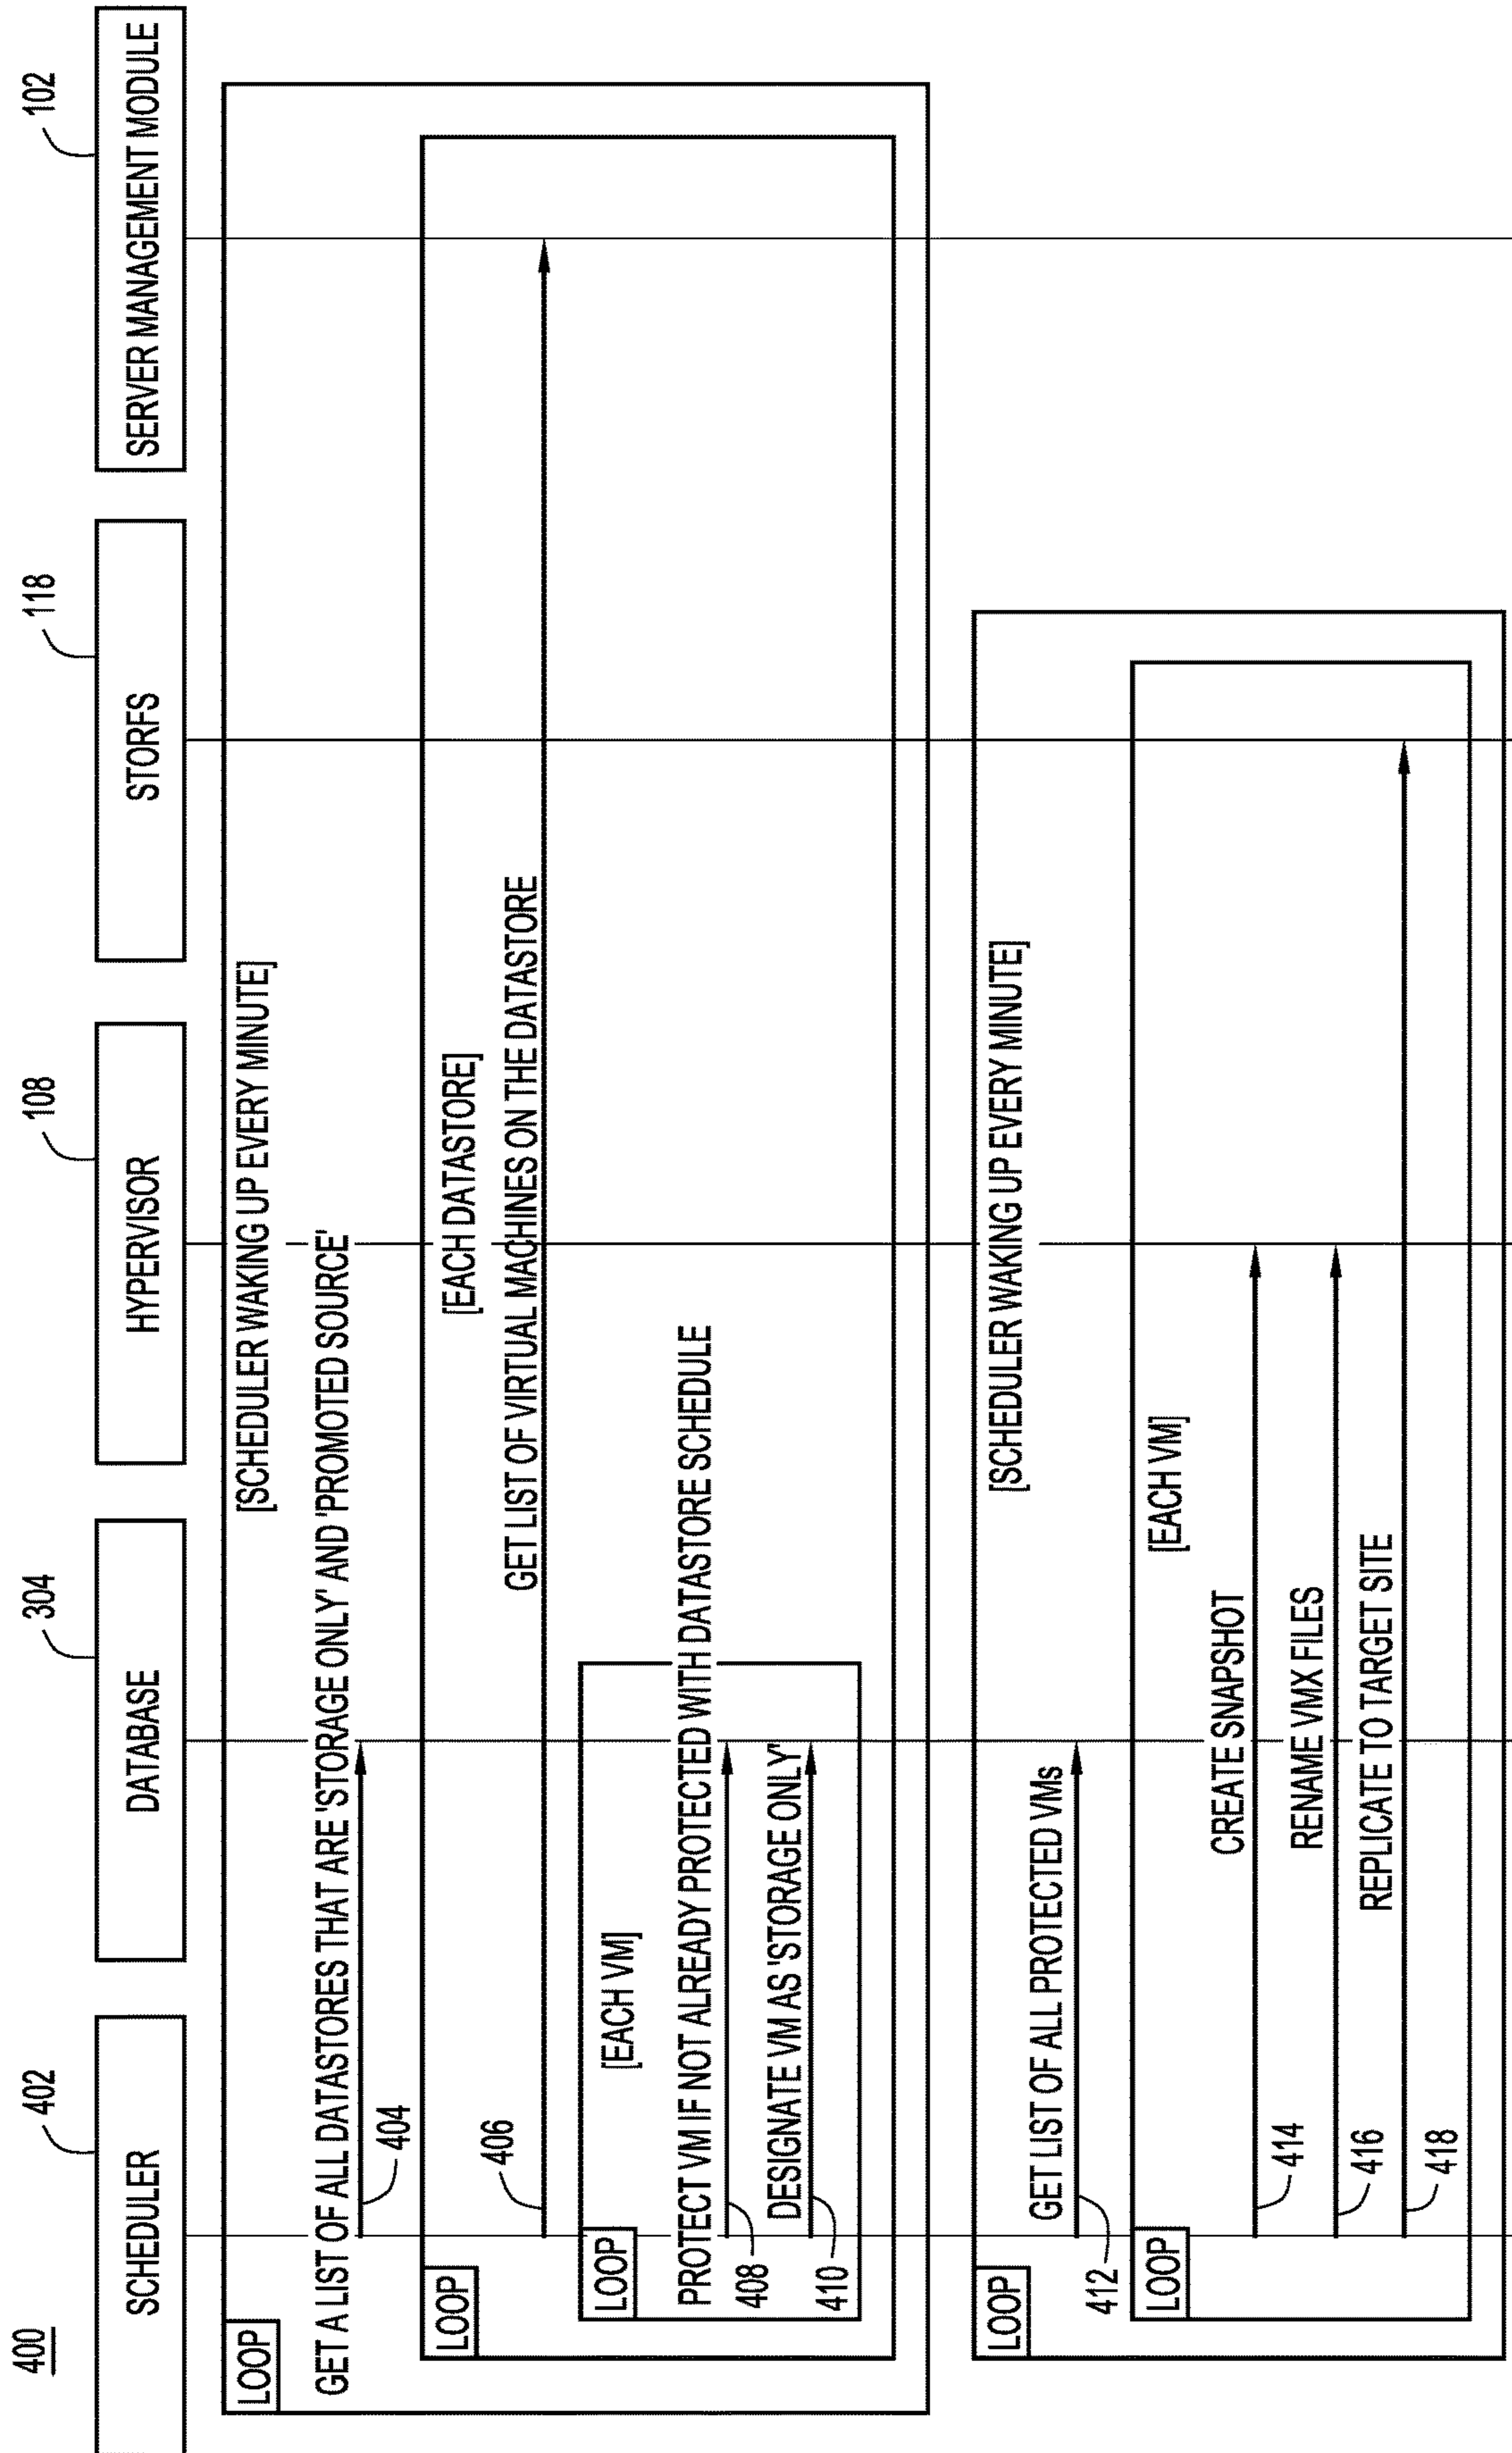 400
402
304
108
118
102
SCHEDULER
DATABASE
HYPERVISOR
STORFS
SERVER MANAGEMENT MODULE
LOOP
[SCHEDULER WAKING UP EVERY MINUTE]
GET A LIST OF ALL DATASTORES THAT ARE 'STORAGE ONLY' AND 'PROMOTED SOURCE'
404
LOOP
[EACH DATASTORE]
GET LIST OF VIRTUAL MACHINES ON THE DATASTORE
406
LOOP
[EACH VM]
PROTECT VM IF NOT ALREADY PROTECTED WITH DATASTORE SCHEDULE
408
DESIGNATE VM AS 'STORAGE ONLY'
410
LOOP
[SCHEDULER WAKING UP EVERY MINUTE]
GET LIST OF ALL PROTECTED VMs
412
LOOP
[EACH VM]
CREATE SNAPSHOT
414
RENAME VMX FILES
416
REPLICATE TO TARGET SITE
418